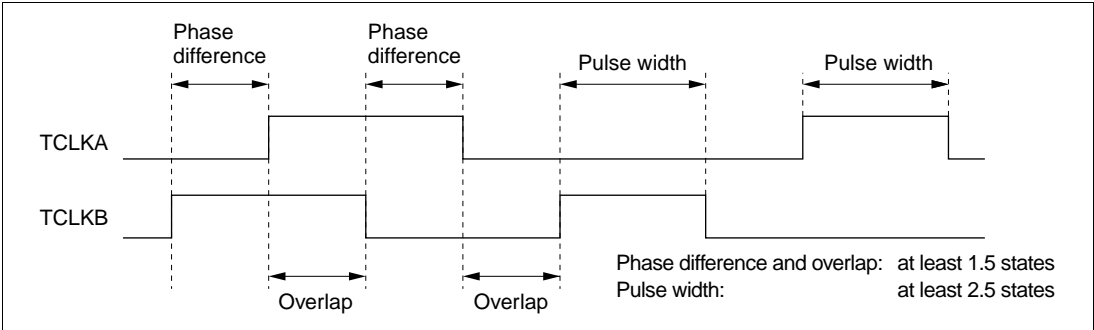 Phase
difference
Phase
difference
Pulse width
Pulse width
TCLKA
TCLKB
Overlap
Overlap
Phase difference and overlap: at least 1.5 states
Pulse width: at least 2.5 states